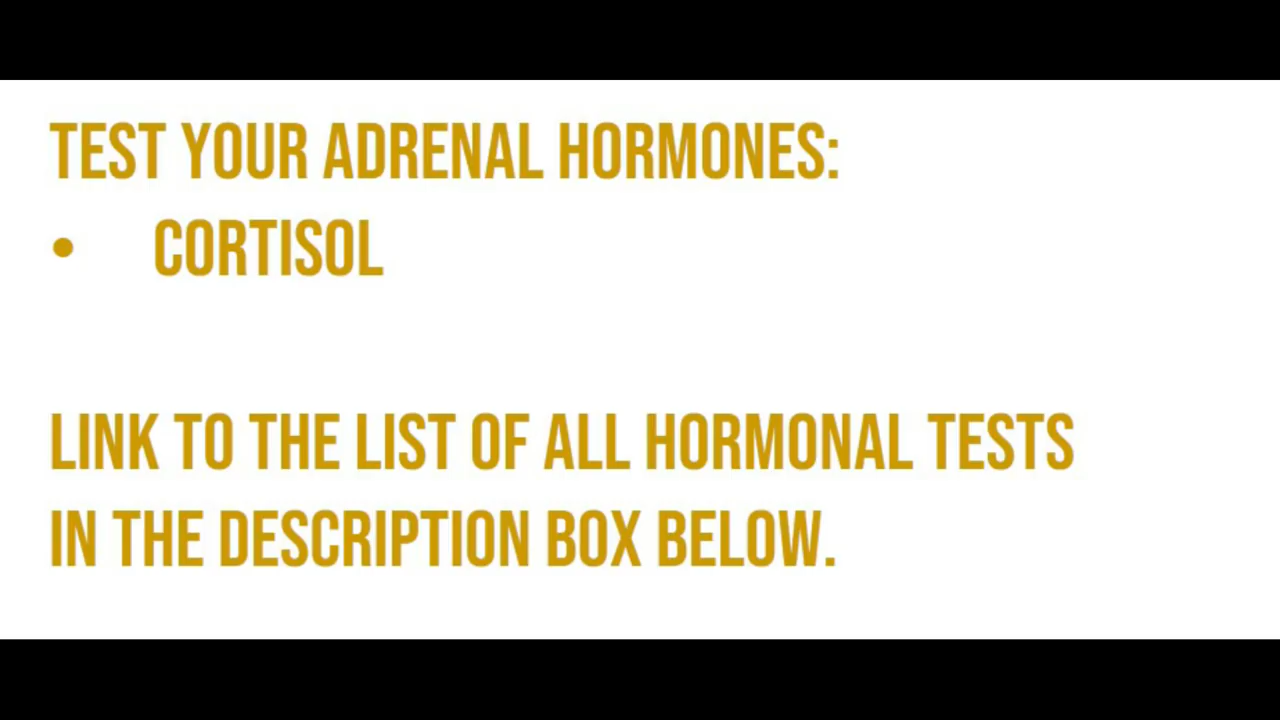 TEST YOUR ADRENAL HORMONES:
• CORTISOL
LINK TO THE LIST OF ALL HORMONAL TESTS
IN THE DESCRIPTION BOX BELOW.